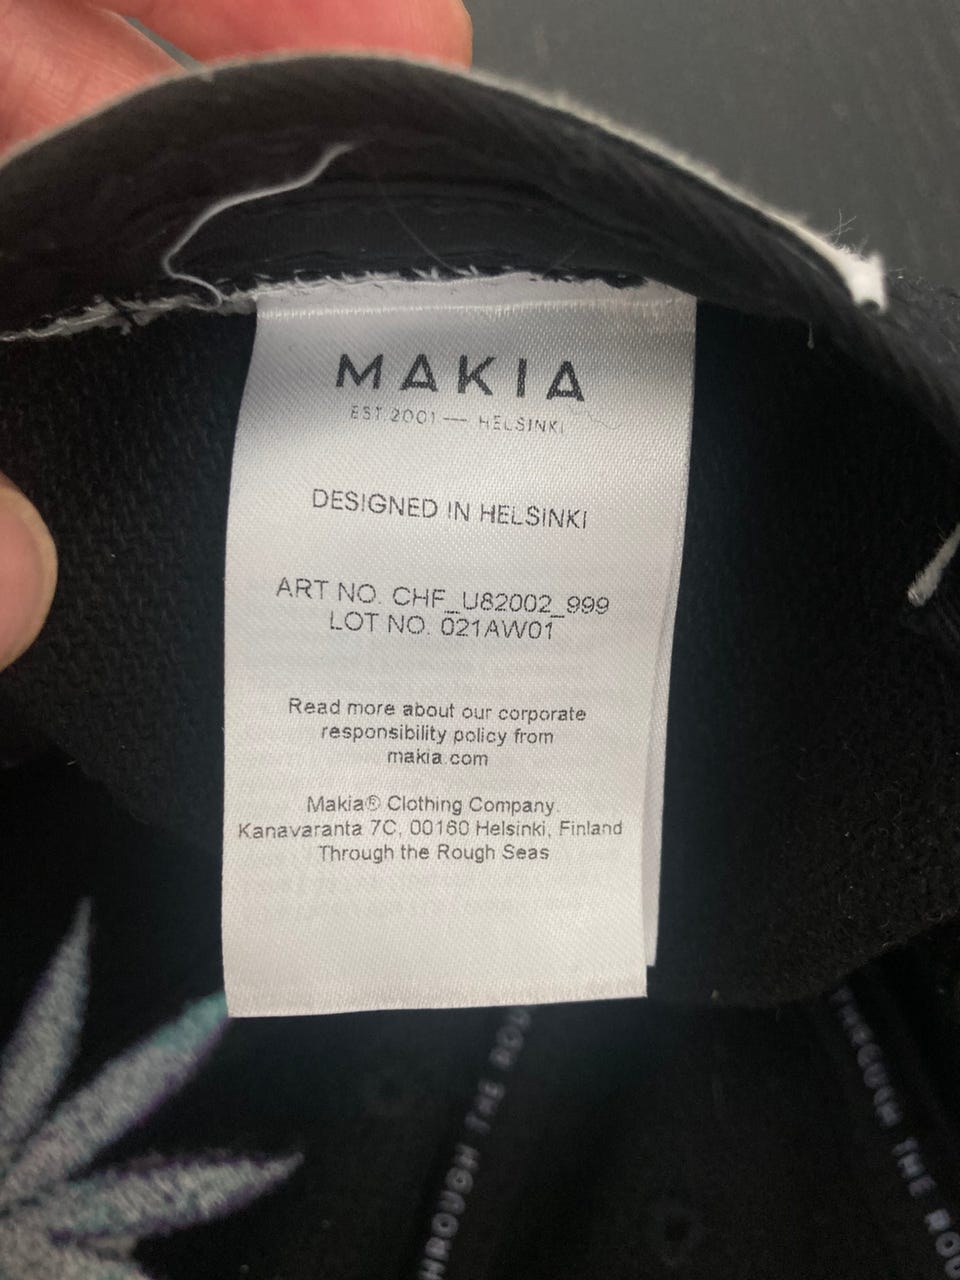 MAKIA
EST.2001 — HELSINKI
DESIGNED IN HELSINKI
ART NO. CHF_U82002_999
LOT NO. 021AW01
Read more about our corporate
responsibility policy from
makia.com
Makia® Clothing Company.
Kanavaranta 7C, 00160 Helsinki, Finland
Through the Rough Seas
HROUGH THE ROU
THROUGH THE ROU